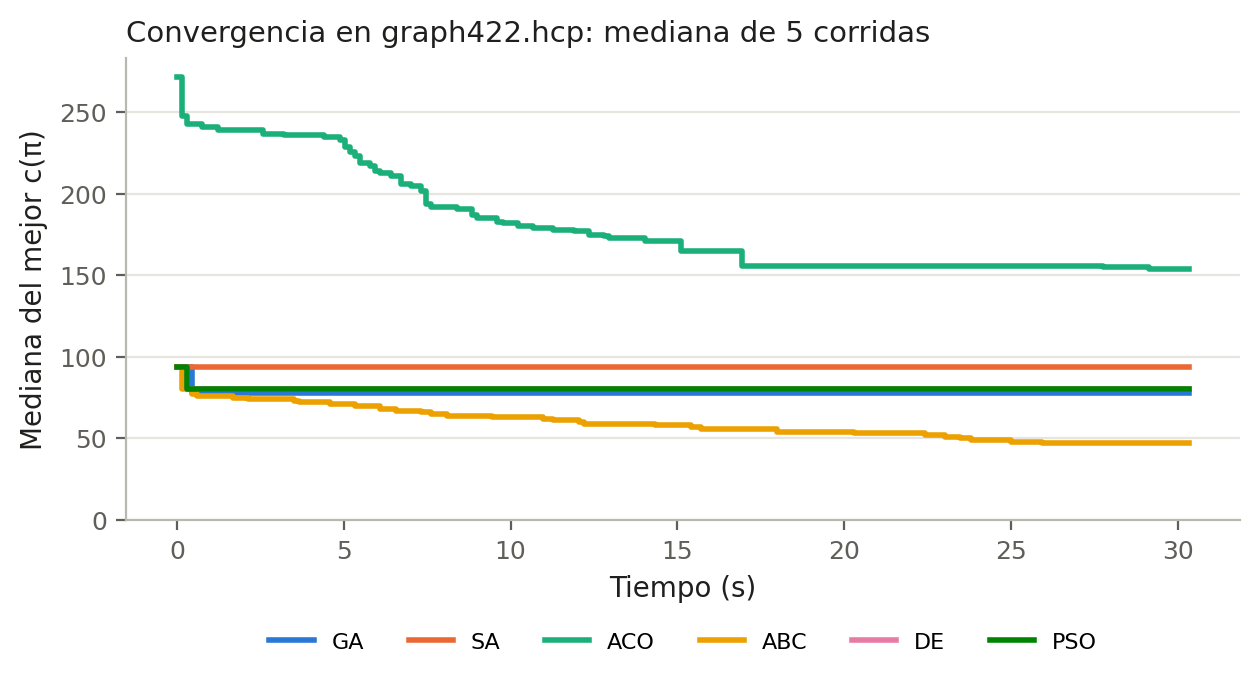 Convergencia en graph422.hcp: mediana de 5 corridas
Mediana del mejor c(π)
250
200
150
100
50
0
0 5 10 15 20 25 30
Tiempo (s)
GA SA ACO ABC DE PSO